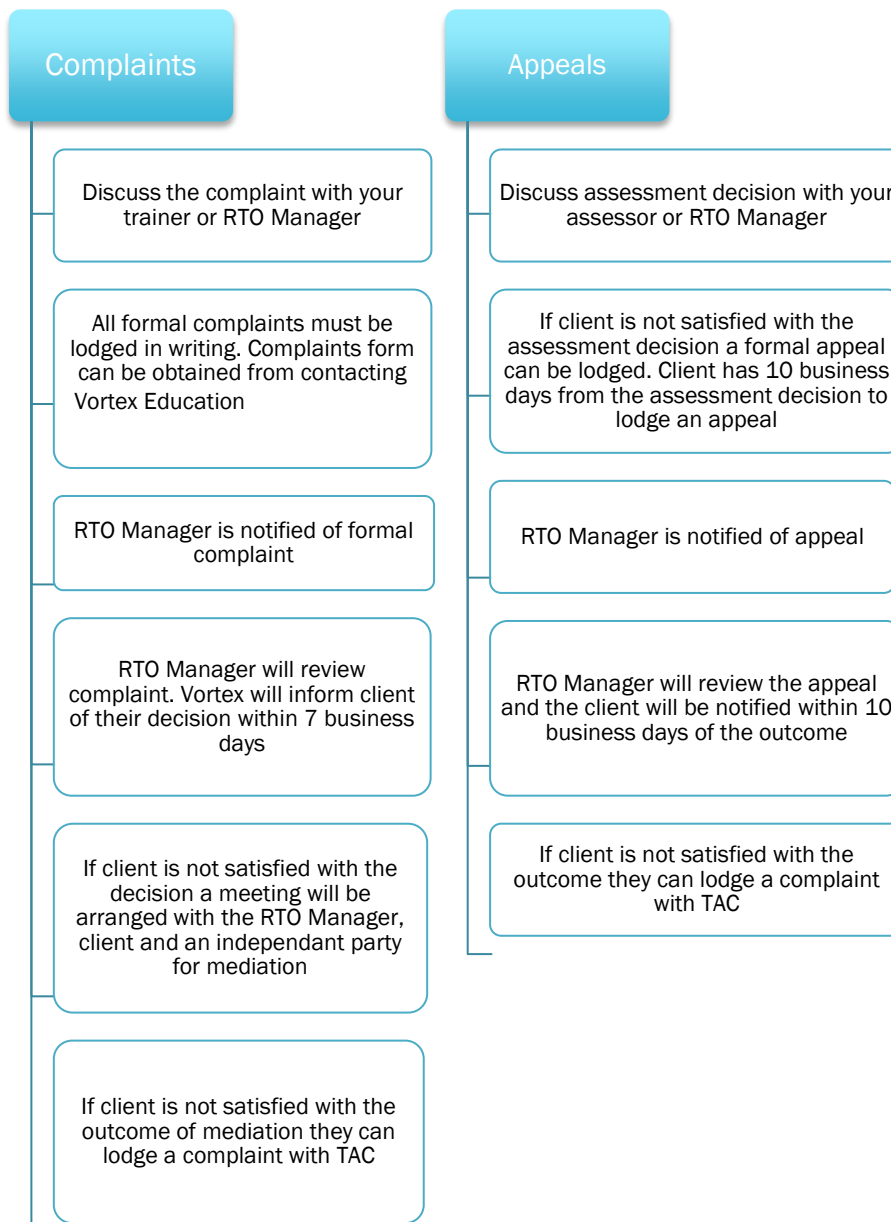 Complaints
Discuss the complaint with your
trainer or RTO Manager
All formal complaints must be
lodged in writing. Complaints form
can be obtained from contacting
Vortex Education
RTO Manager is notified of formal
complaint
RTO Manager will review
complaint. Vortex will inform client
of their decision within 7 business
days
If client is not satisfied with the
decision a meeting will be
arranged with the RTO Manager,
client and an independant party
for mediation
If client is not satisfied with the
outcome of mediation they can
lodge a complaint with TAC
Appeals
Discuss assessment decision with your
assessor or RTO Manager
If client is not satisfied with the
assessment decision a formal appeal
can be lodged. Client has 10 business
days from the assessment decision to
lodge an appeal
RTO Manager is notified of appeal
RTO Manager will review the appeal
and the client will be notified within 10
business days of the outcome
If client is not satisfied with the
outcome they can lodge a complaint
with TAC